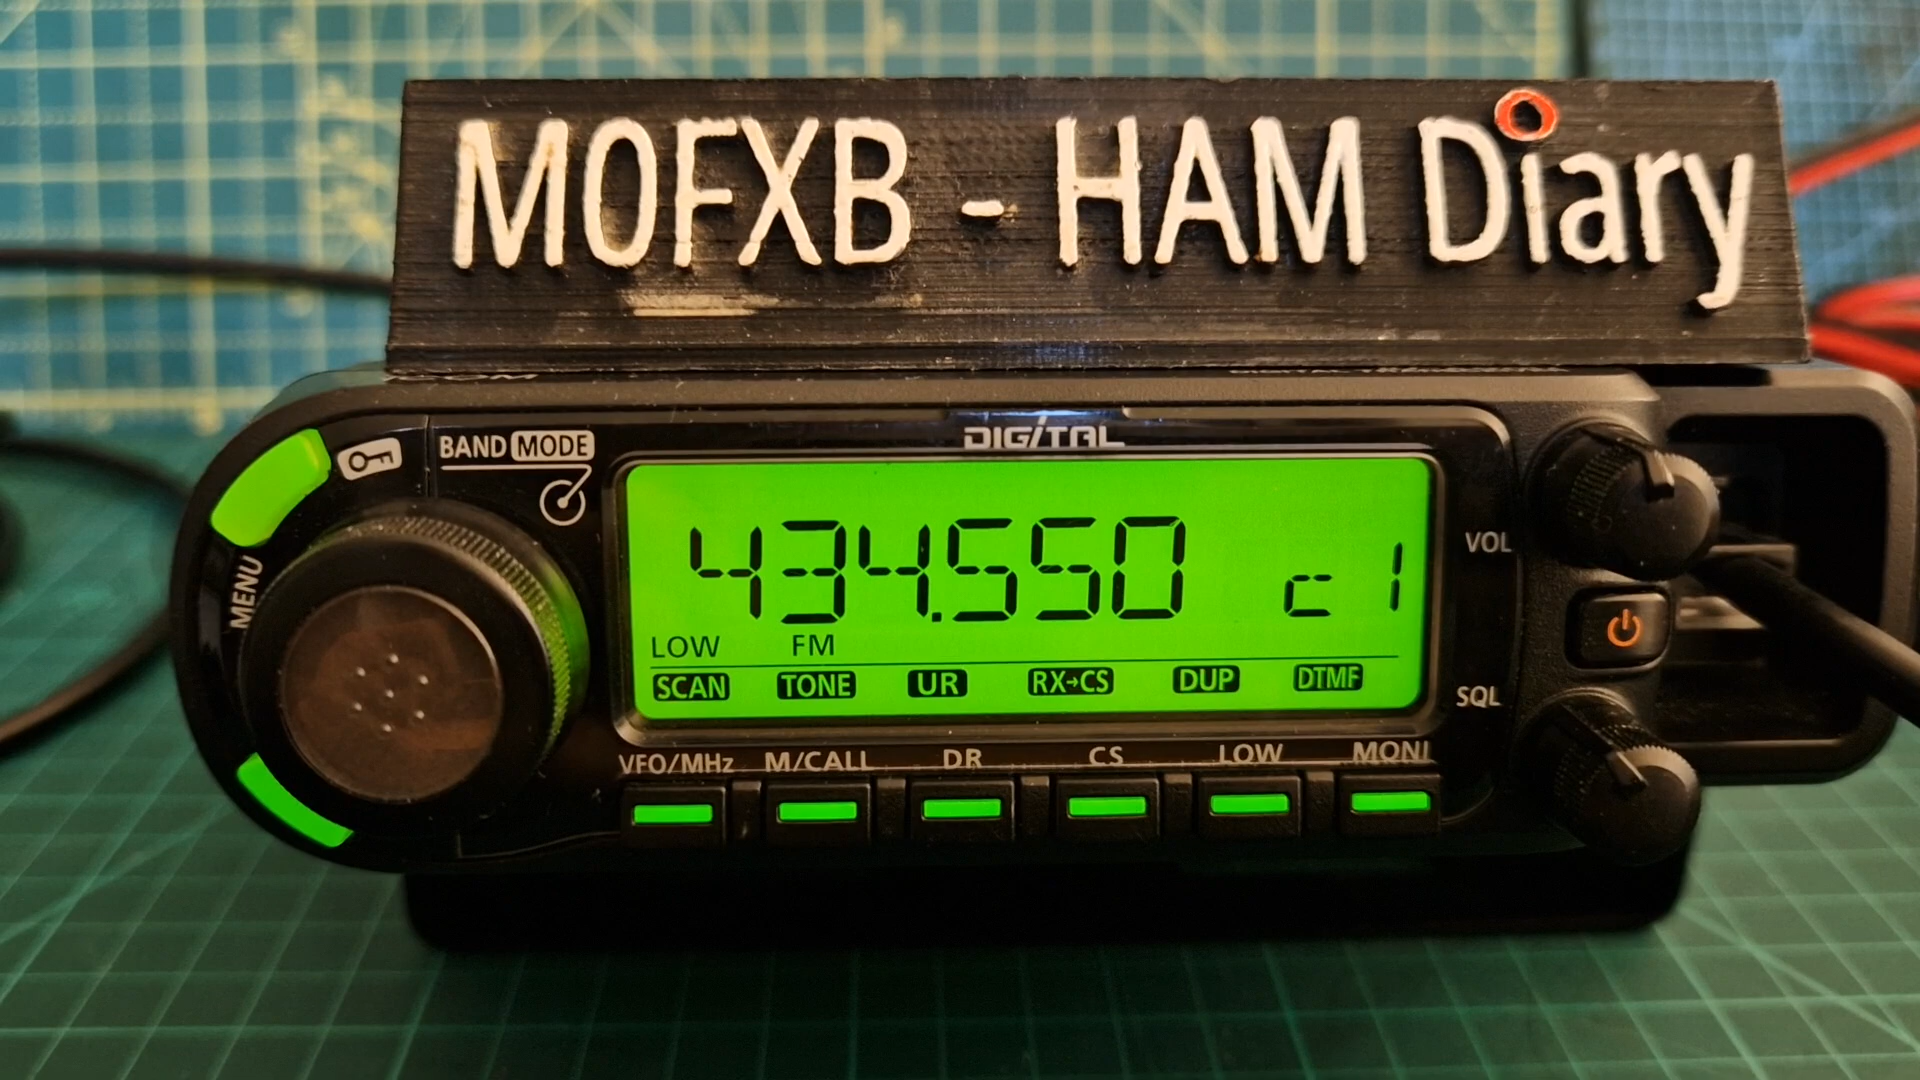 M0FXB - HAM Diary
DIGITAL
BAND MODE
MENU
434.550 c1
LOW FM
SCAN TONE UR RX→CS DUP DTMF
VOL
SQL
VFO/MHz M/CALL DR CS LOW MONI